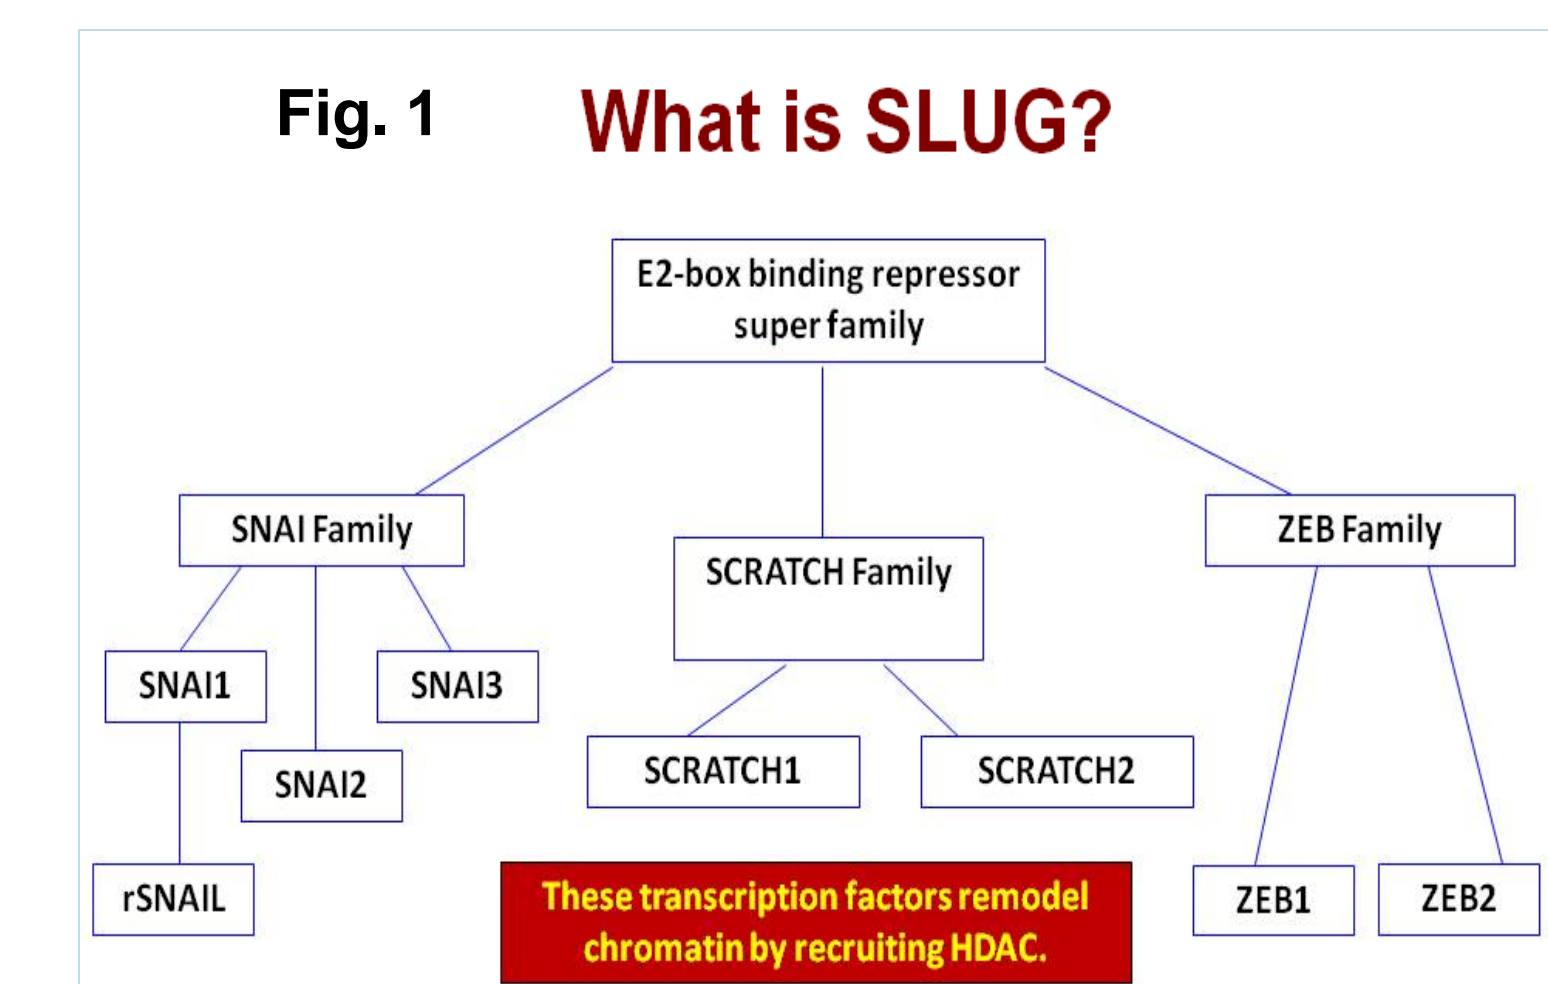 Fig. 1 What is SLUG?
E2-box binding repressor
super family
SNAI Family
SCRATCH Family
ZEB Family
SNAI1
SNAI2
SNAI3
rSNAIL
SCRATCH1
SCRATCH2
ZEB1
ZEB2
These transcription factors remodel
chromatin by recruiting HDAC.